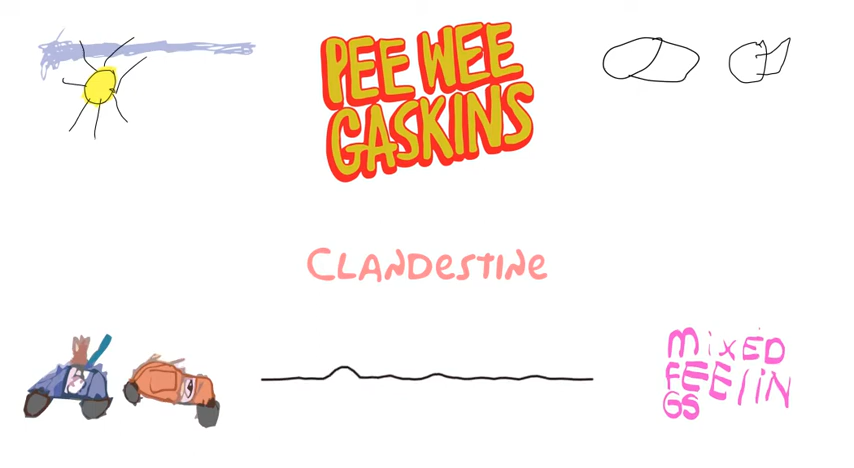 PEE WEE
GASKINS
CLANDESTINE
MIXED
FEELIN
GS